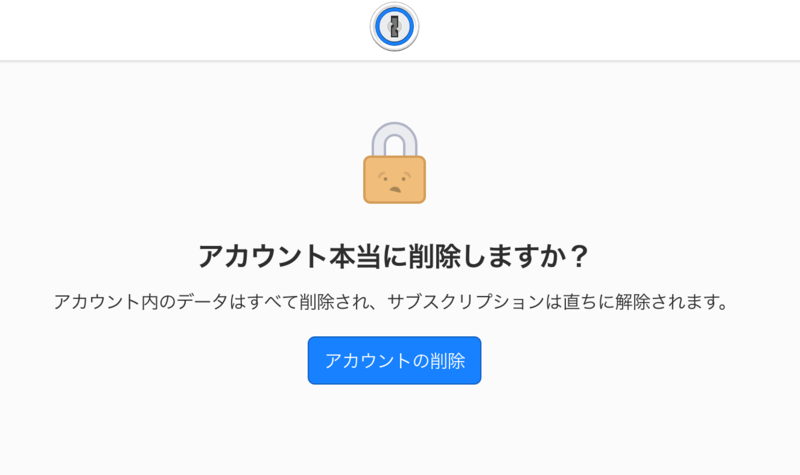 アカウント本当に削除しますか？
アカウント内のデータはすべて削除され、サブスクリプションは直ちに解除されます。
アカウントの削除